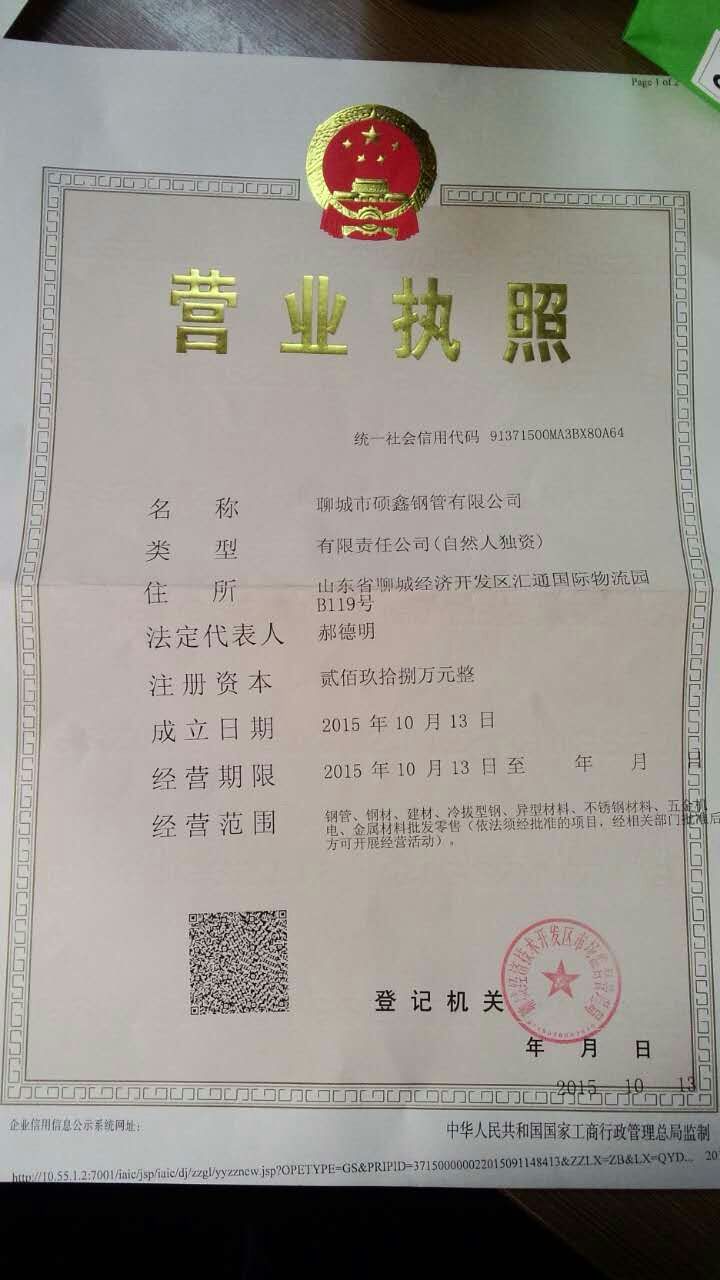 Page 1 of 2
营业执照
统一社会信用代码 91371500MA3BX80A64
名称 聊城市硕鑫钢管有限公司
类型 有限责任公司(自然人独资)
住所 山东省聊城经济开发区汇通国际物流园
B119号
法定代表人 郝德明
注册资本 贰佰玖拾捌万元整
成立日期 2015 年 10 月 13 日
经营期限 2015 年 10 月 13 日 至 年 月 日
经营范围 钢管、钢材、建材、冷拔型钢、异型材料、不锈钢材料、五金机
电、金属材料批发零售(依法须经批准的项目,经相关部门批准后
方可开展经营活动)。
登记机关
年 月 日
2015 10 13
企业信用信息公示系统网址:
中华人民共和国国家工商行政管理总局监制
http://10.55.1.2:7001/iaic/jsp/iaic/dj/zzgl/yyzzncw.jsp?OPETYPE=GS&PRIPID=371500000022015091148413&ZZLX=ZB&LX=QYD... 20